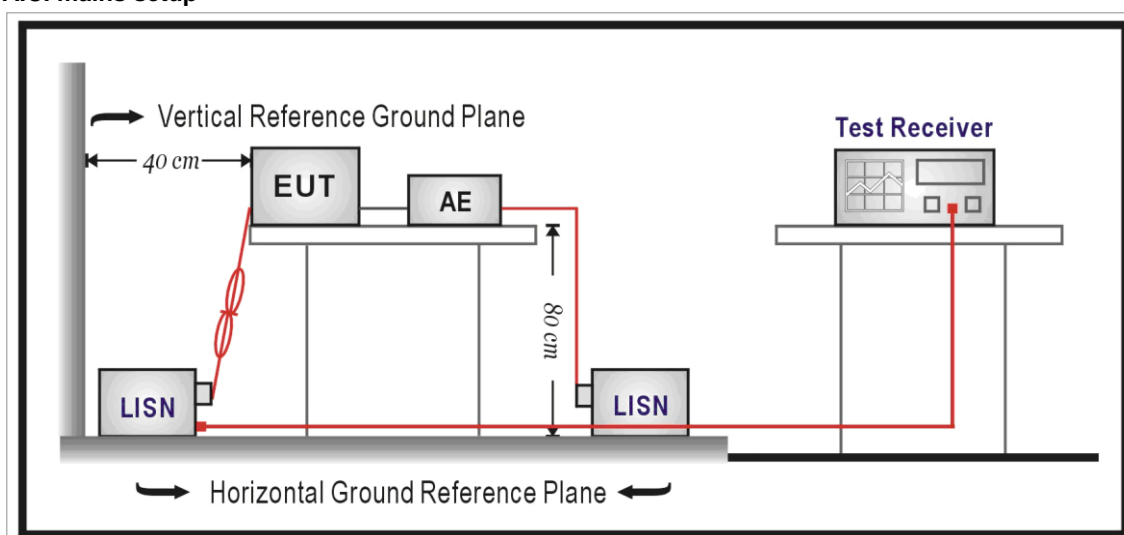 Vertical Reference Ground Plane
40 cm
EUT
AE
Test Receiver
80 cm
LISN
LISN
Horizontal Ground Reference Plane